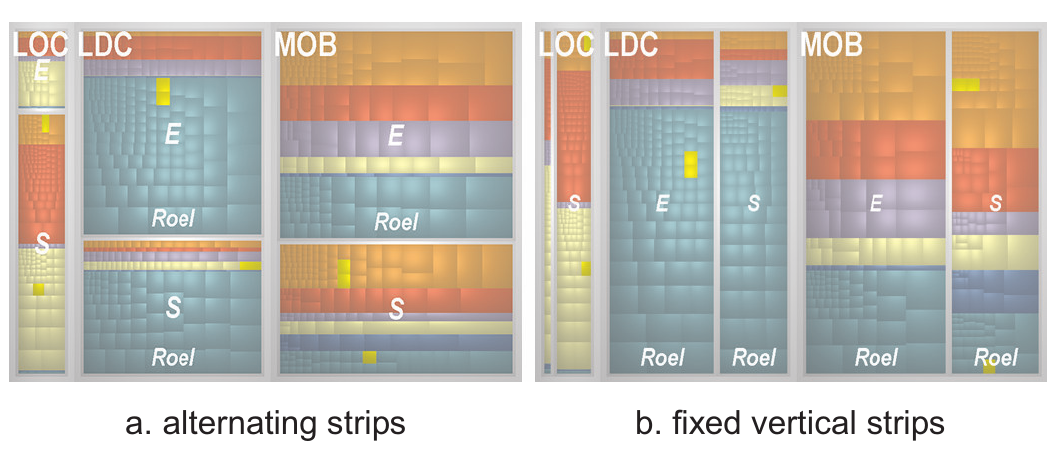 LOC LDC MOB
E
E
E
Roel
Roel
S
S
S
Roel
Roel
LOC LDC MOB
S
E
S
E
S
Roel
Roel
Roel
Roel
a. alternating strips
b. fixed vertical strips